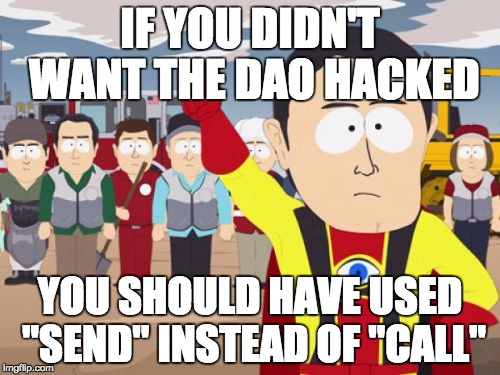 IF YOU DIDN'T
WANT THE DAO HACKED
YOU SHOULD HAVE USED
"SEND" INSTEAD OF "CALL"
imgflip.com